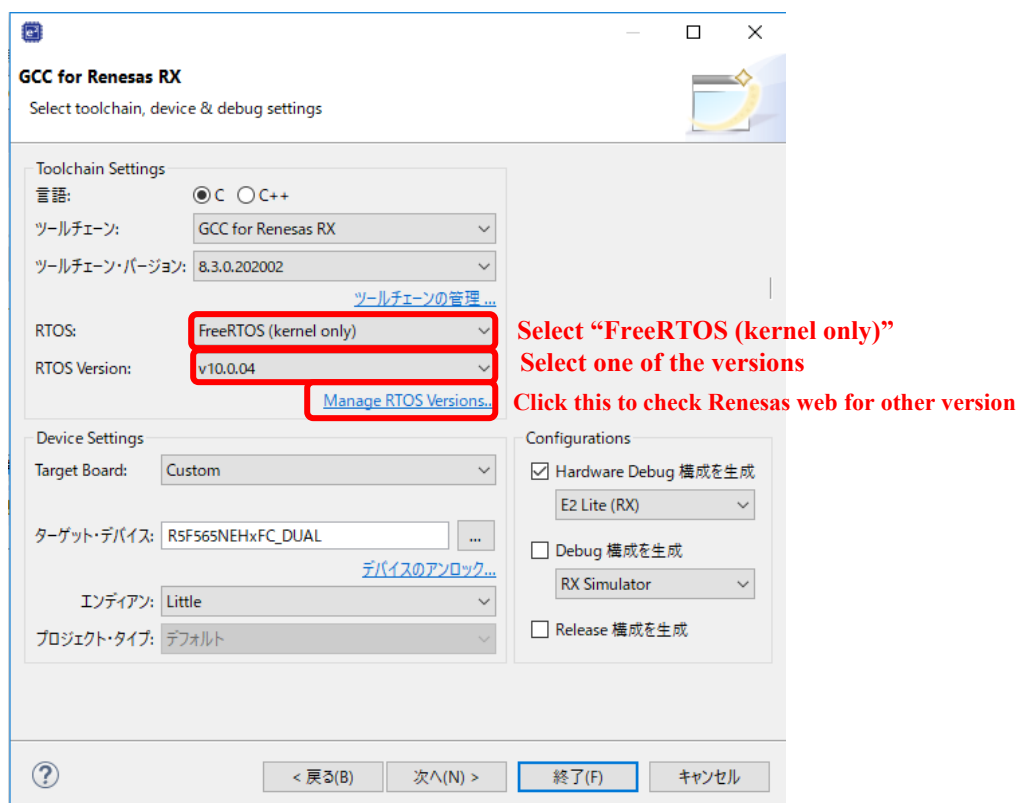 GCC for Renesas RX
Select toolchain, device & debug settings
Toolchain Settings
言語: C C++
ツールチェーン: GCC for Renesas RX
ツールチェーン・バージョン: 8.3.0.202002
ツールチェーンの管理 ...
RTOS: FreeRTOS (kernel only) Select “FreeRTOS (kernel only)”
RTOS Version: v10.0.04 Select one of the versions
Manage RTOS Versions.. Click this to check Renesas web for other version
Device Settings
Target Board: Custom
ターゲット・デバイス: R5F565NEHxFC_DUAL ...
デバイスのアンロック...
エンディアン: Little
プロジェクト・タイプ: デフォルト
Configurations
Hardware Debug 構成を生成
E2 Lite (RX)
Debug 構成を生成
RX Simulator
Release 構成を生成
? < 戻る(B) 次へ(N) > 終了(F) キャンセル